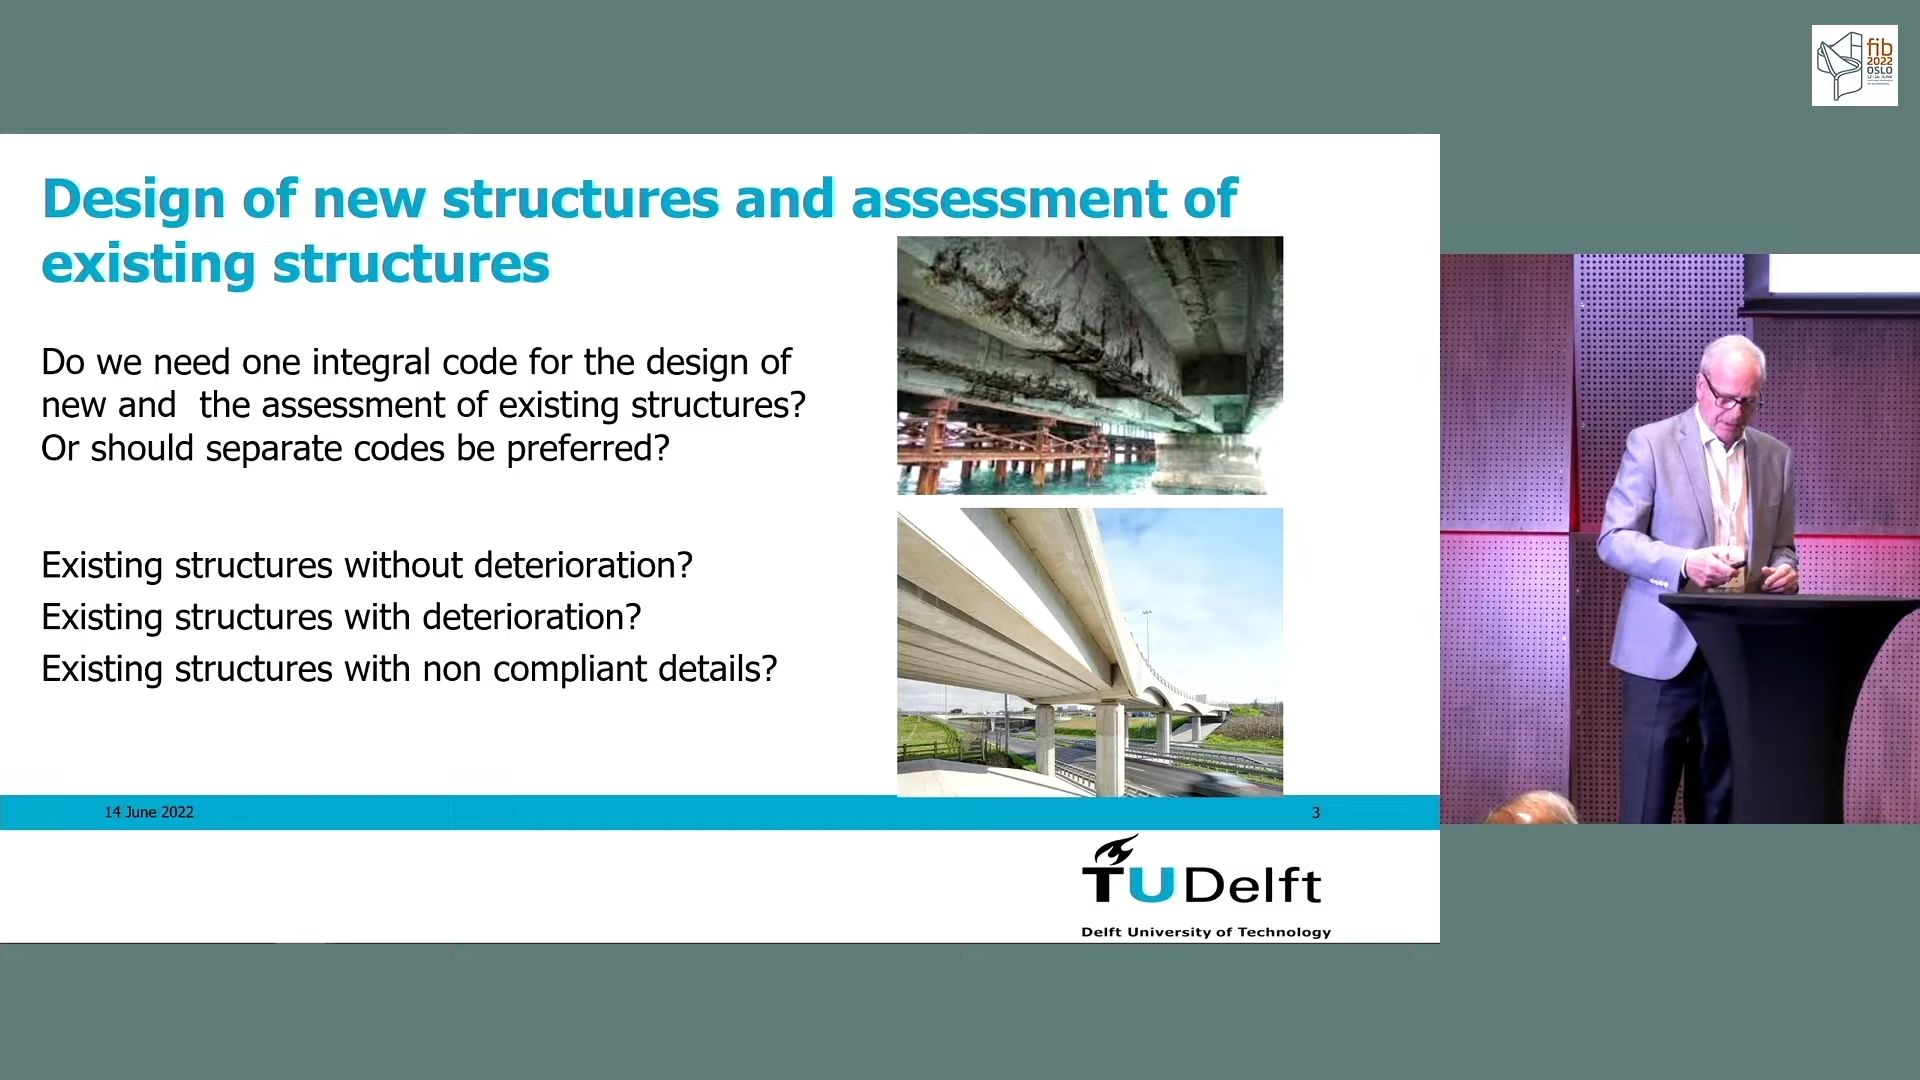 fib
2022
OSLO
Design of new structures and assessment of
existing structures
Do we need one integral code for the design of
new and the assessment of existing structures?
Or should separate codes be preferred?
Existing structures without deterioration?
Existing structures with deterioration?
Existing structures with non compliant details?
14 June 2022
3
TUDelft
Delft University of Technology